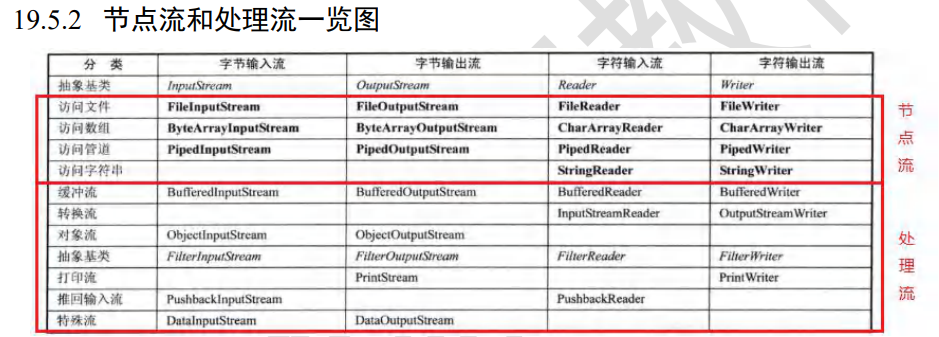 19.5.2 节点流和处理流一览图
分 类 字节输入流 字节输出流 字符输入流 字符输出流
抽象基类 InputStream OutputStream Reader Writer
访问文件 FileInputStream FileOutputStream FileReader FileWriter
访问数组 ByteArrayInputStream ByteArrayOutputStream CharArrayReader CharArrayWriter
访问管道 PipedInputStream PipedOutputStream PipedReader PipedWriter
访问字符串 StringReader StringWriter
节点流
缓冲流 BufferedInputStream BufferedOutputStream BufferedReader BufferedWriter
转换流 InputStreamReader OutputStreamWriter
对象流 ObjectInputStream ObjectOutputStream
抽象基类 FilterInputStream FilterOutputStream FilterReader FilterWriter
打印流 PrintStream PrintWriter
推回输入流 PushbackInputStream PushbackReader
特殊流 DataInputStream DataOutputStream
处理流